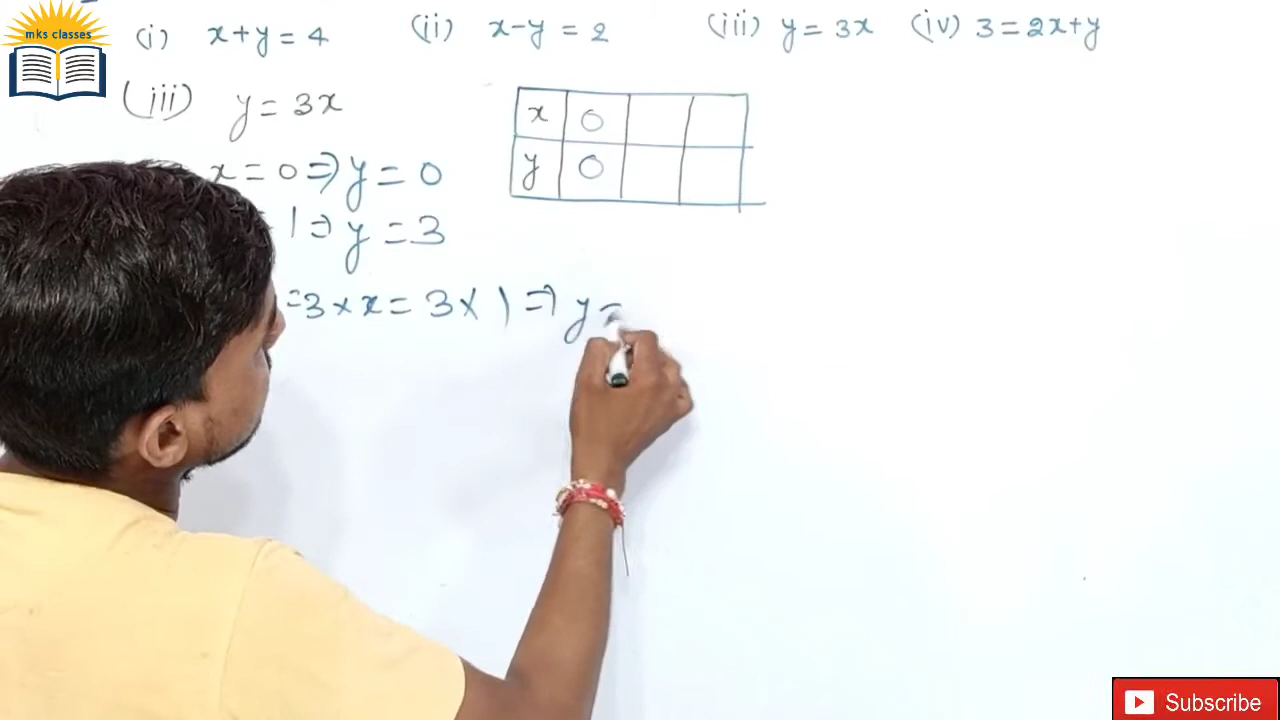 mks classes
(i) x+y = 4 (ii) x-y = 2 (iii) y = 3x (iv) 3 = 2x+y
(iii) y = 3x
x = 0 ⇒ y = 0
1 ⇒ y = 3
= 3 × x = 3 × 1 ⇒ y =
x 0
y 0
Subscribe